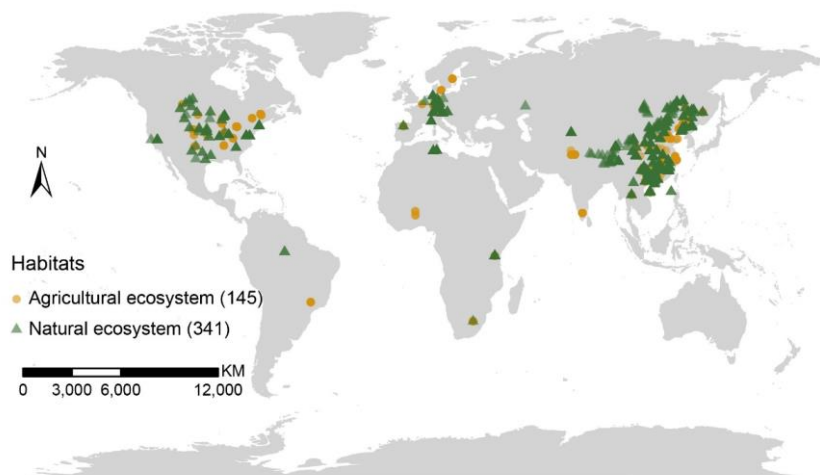 N
Habitats
Agricultural ecosystem (145)
Natural ecosystem (341)
KM
0 3,000 6,000 12,000